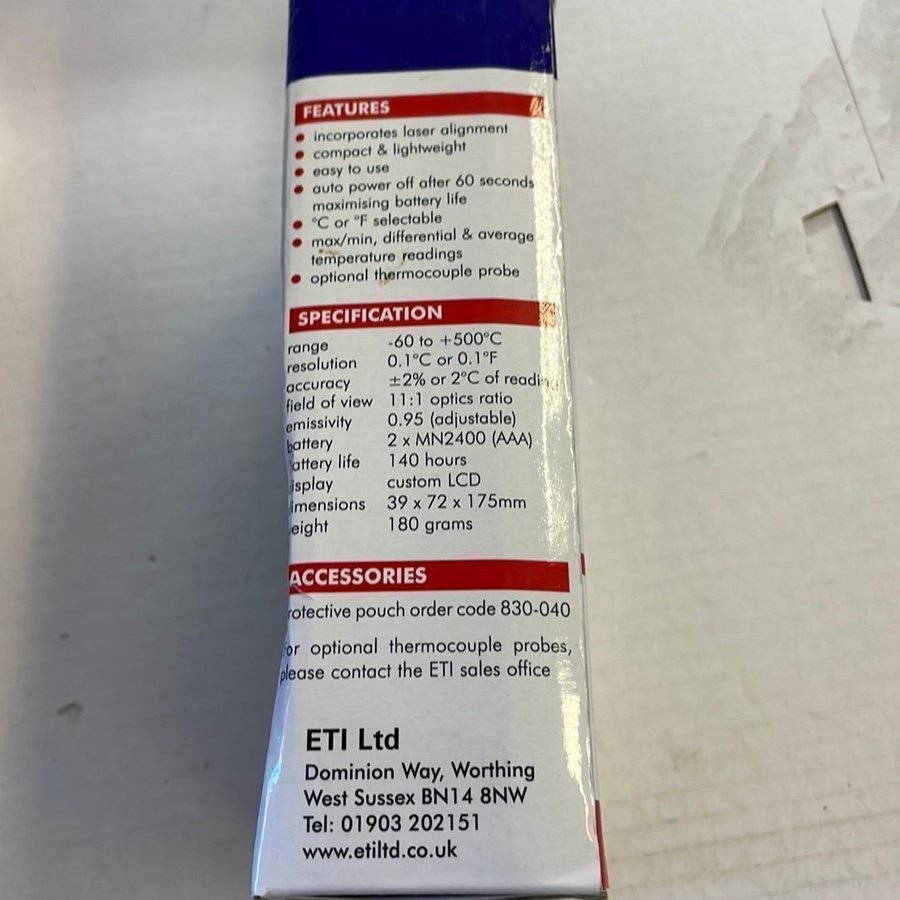 FEATURES
• incorporates laser alignment
• compact & lightweight
• easy to use
• auto power off after 60 seconds
maximising battery life
• °C or °F selectable
• max/min, differential & average
temperature readings
• optional thermocouple probe
SPECIFICATION
range -60 to +500°C
resolution 0.1°C or 0.1°F
accuracy ±2% or 2°C of reading
field of view 11:1 optics ratio
emissivity 0.95 (adjustable)
battery 2 x MN2400 (AAA)
battery life 140 hours
display custom LCD
dimensions 39 x 72 x 175mm
weight 180 grams
ACCESSORIES
protective pouch order code 830-040
for optional thermocouple probes,
please contact the ETI sales office
ETI Ltd
Dominion Way, Worthing
West Sussex BN14 8NW
Tel: 01903 202151
www.etiltd.co.uk